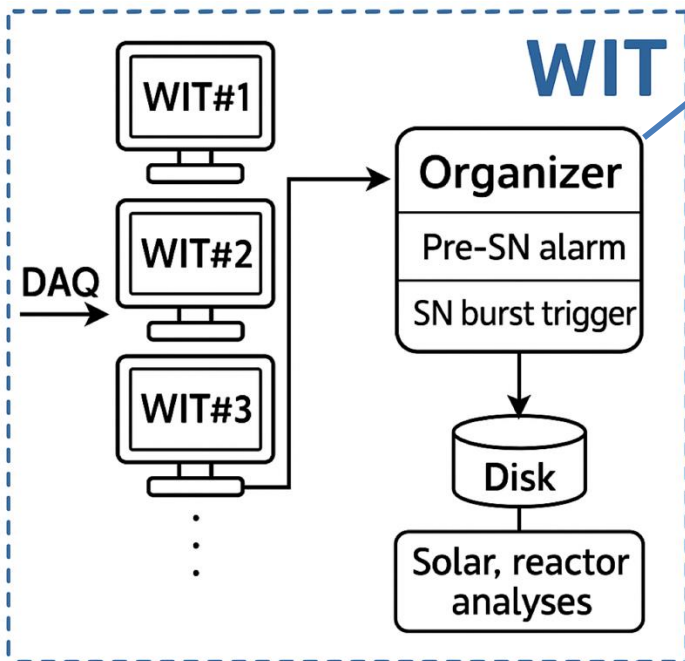 WIT
WIT#1
WIT#2
WIT#3
DAQ
Organizer
Pre-SN alarm
SN burst trigger
Disk
Solar, reactor
analyses